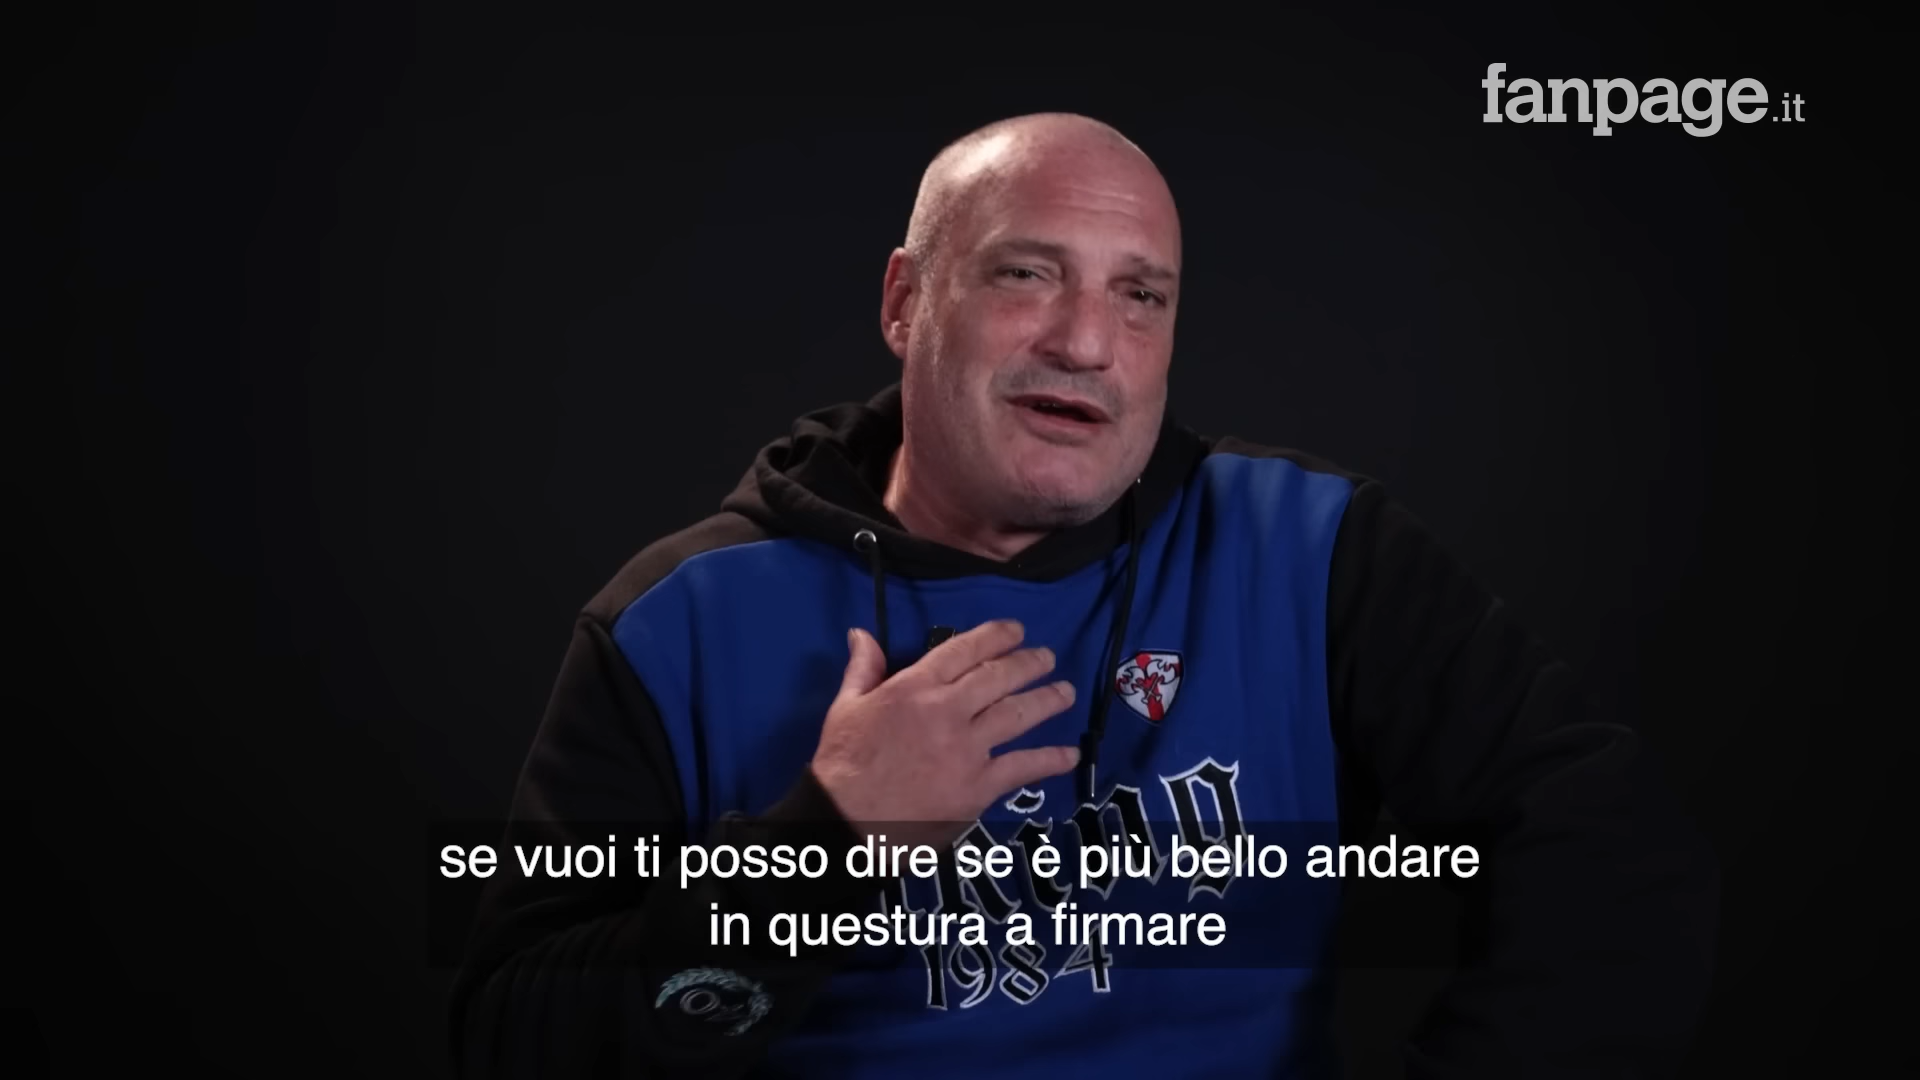 fanpage.it
se vuoi ti posso dire se è più bello andare
in questura a firmare
1984